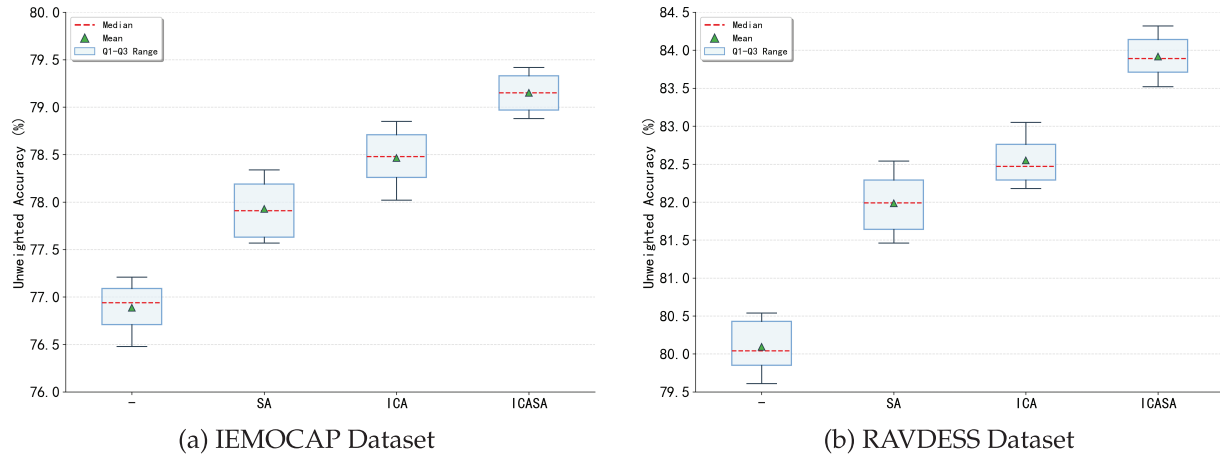 80.0
79.5
79.0
78.5
78.0
77.5
77.0
76.5
76.0
Unweighted Accuracy (%)
Median
Mean
Q1-Q3 Range
-
SA
ICA
ICASA
(a) IEMOCAP Dataset
84.5
84.0
83.5
83.0
82.5
82.0
81.5
81.0
80.5
80.0
79.5
Unweighted Accuracy (%)
Median
Mean
Q1-Q3 Range
-
SA
ICA
ICASA
(b) RAVDESS Dataset